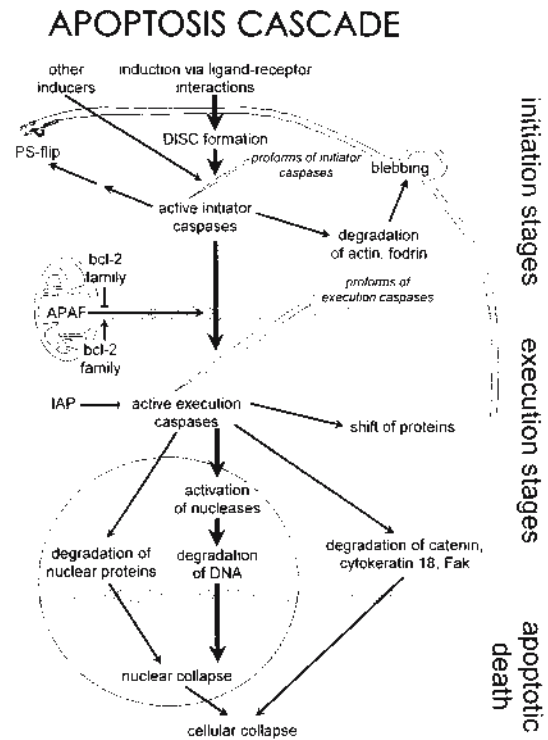 APOPTOSIS CASCADE
other
inducers
induction via ligand-receptor
interactions
DISC formation
PS-flip
proforms of initiator
caspases
blebbing
active initiator
caspases
degradation
of actin, fodrin
initiation stages
bcl-2
family
APAF
bcl-2
family
proforms of
execution caspases
execution stages
IAP
active execution
caspases
shift of proteins
activation
of nucleases
degradation of
nuclear proteins
degradation
of DNA
degradation of catenin,
cytokeratin 18, Fak
nuclear collapse
cellular collapse
apoptotic
death